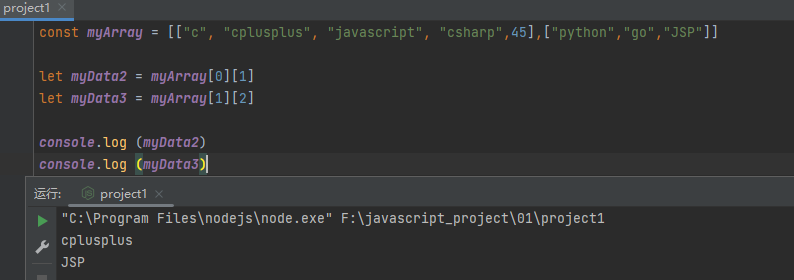 project1
const myArray = [["c", "cplusplus", "javascript", "csharp",45],["python","go","JSP"]]
let myData2 = myArray[0][1]
let myData3 = myArray[1][2]
console.log (myData2)
console.log (myData3)
运行: project1
"C:\Program Files\nodejs\node.exe" F:\javascript_project\01\project1
cplusplus
JSP